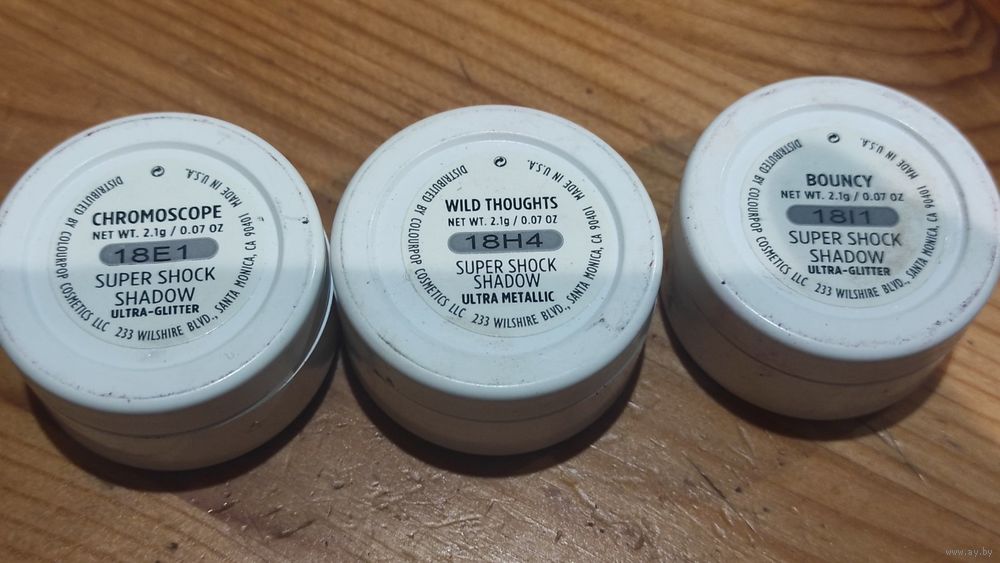 CHROMOSCOPE
NET WT. 2.1g / 0.07 OZ
18E1
SUPER SHOCK
SHADOW
ULTRA-GLITTER
DISTRIBUTED BY COLOURPOP COSMETICS LLC 233 WILSHIRE BLVD., SANTA MONICA, CA 90401 MADE IN U.S.A.
WILD THOUGHTS
NET WT. 2.1g / 0.07 OZ
18H4
SUPER SHOCK
SHADOW
ULTRA METALLIC
DISTRIBUTED BY COLOURPOP COSMETICS LLC 233 WILSHIRE BLVD., SANTA MONICA, CA 90401 MADE IN U.S.A.
BOUNCY
NET WT. 2.1g / 0.07 OZ
18I1
SUPER SHOCK
SHADOW
ULTRA-GLITTER
DISTRIBUTED BY COLOURPOP COSMETICS LLC 233 WILSHIRE BLVD., SANTA MONICA, CA 90401 MADE IN U.S.A.
www.ay.by